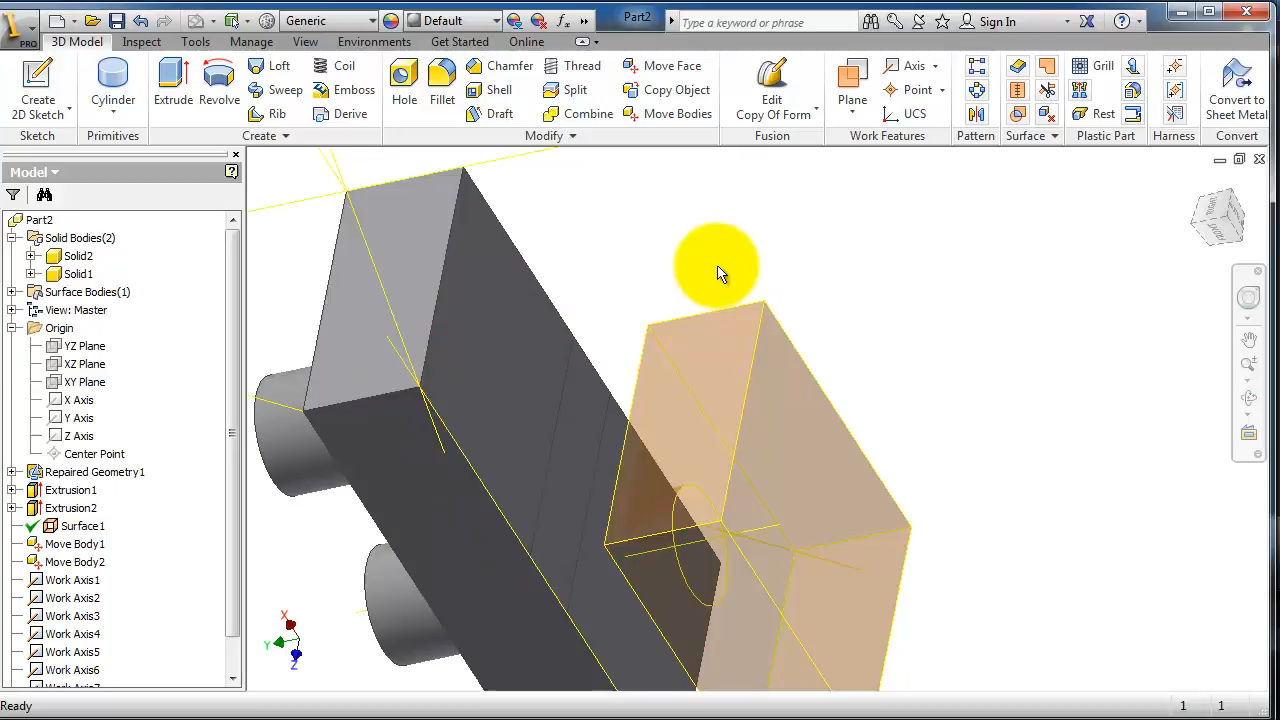 PRO
Generic
Default
fx
Part2
Type a keyword or phrase
Sign In
3D Model
Inspect
Tools
Manage
View
Environments
Get Started
Online
Create
2D Sketch
Cylinder
Extrude
Revolve
Loft
Coil
Sweep
Emboss
Rib
Derive
Hole
Fillet
Chamfer
Thread
Move Face
Shell
Split
Copy Object
Draft
Combine
Move Bodies
Edit
Copy Of Form
Plane
Axis
Point
UCS
Grill
Rest
Convert to
Sheet Metal
Sketch
Primitives
Create
Modify
Fusion
Work Features
Pattern
Surface
Plastic Part
Harness
Convert
Model
Part2
Solid Bodies(2)
Solid2
Solid1
Surface Bodies(1)
View: Master
Origin
YZ Plane
XZ Plane
XY Plane
X Axis
Y Axis
Z Axis
Center Point
Repaired Geometry1
Extrusion1
Extrusion2
Surface1
Move Body1
Move Body2
Work Axis1
Work Axis2
Work Axis3
Work Axis4
Work Axis5
Work Axis6
RIGHT
FRONT
X
Y
Z
Ready
1
1